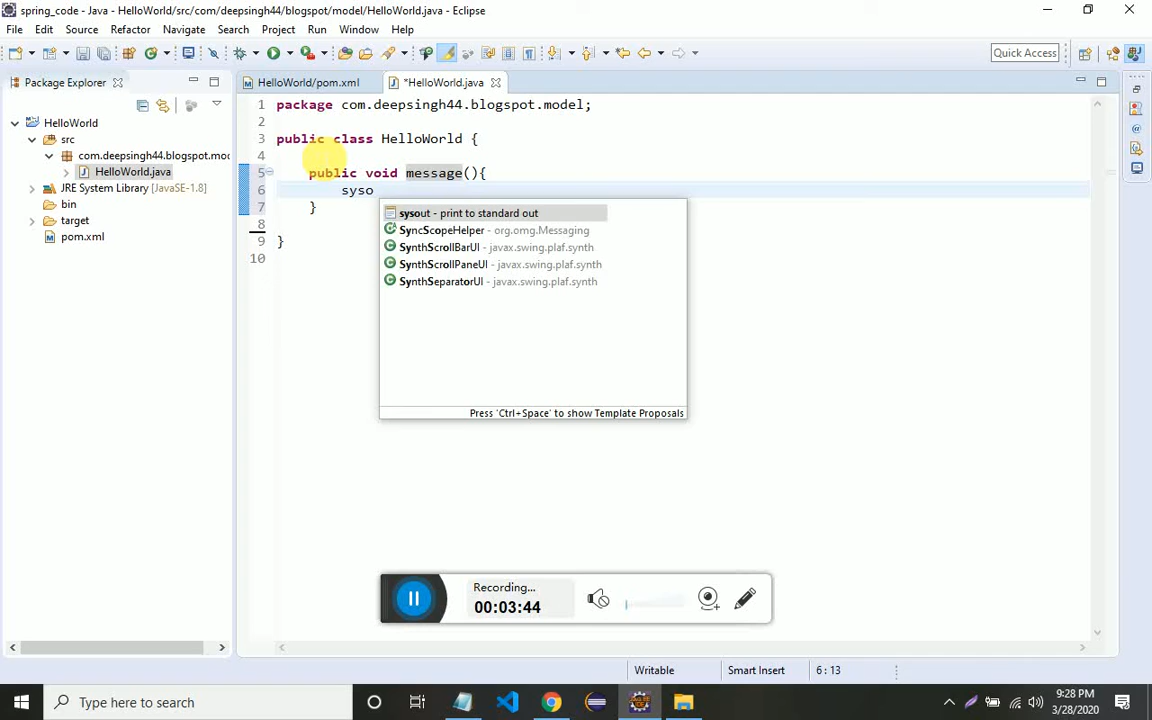 spring_code - Java - HelloWorld/src/com/deepsingh44/blogspot/model/HelloWorld.java - Eclipse
File Edit Source Refactor Navigate Search Project Run Window Help
Quick Access
Package Explorer
HelloWorld/pom.xml
*HelloWorld.java
HelloWorld
src
com.deepsingh44.blogspot.moc
HelloWorld.java
JRE System Library [JavaSE-1.8]
bin
target
pom.xml
1 package com.deepsingh44.blogspot.model;
2
3 public class HelloWorld {
4
5 public void message(){
6 syso
7 }
8
9 }
10
sysout - print to standard out
SyncScopeHelper - org.omg.Messaging
SynthScrollBarUI - javax.swing.plaf.synth
SynthScrollPaneUI - javax.swing.plaf.synth
SynthSeparatorUI - javax.swing.plaf.synth
Press 'Ctrl+Space' to show Template Proposals
Recording...
00:03:44
Writable
Smart Insert
6 : 13
Type here to search
9:28 PM
3/28/2020